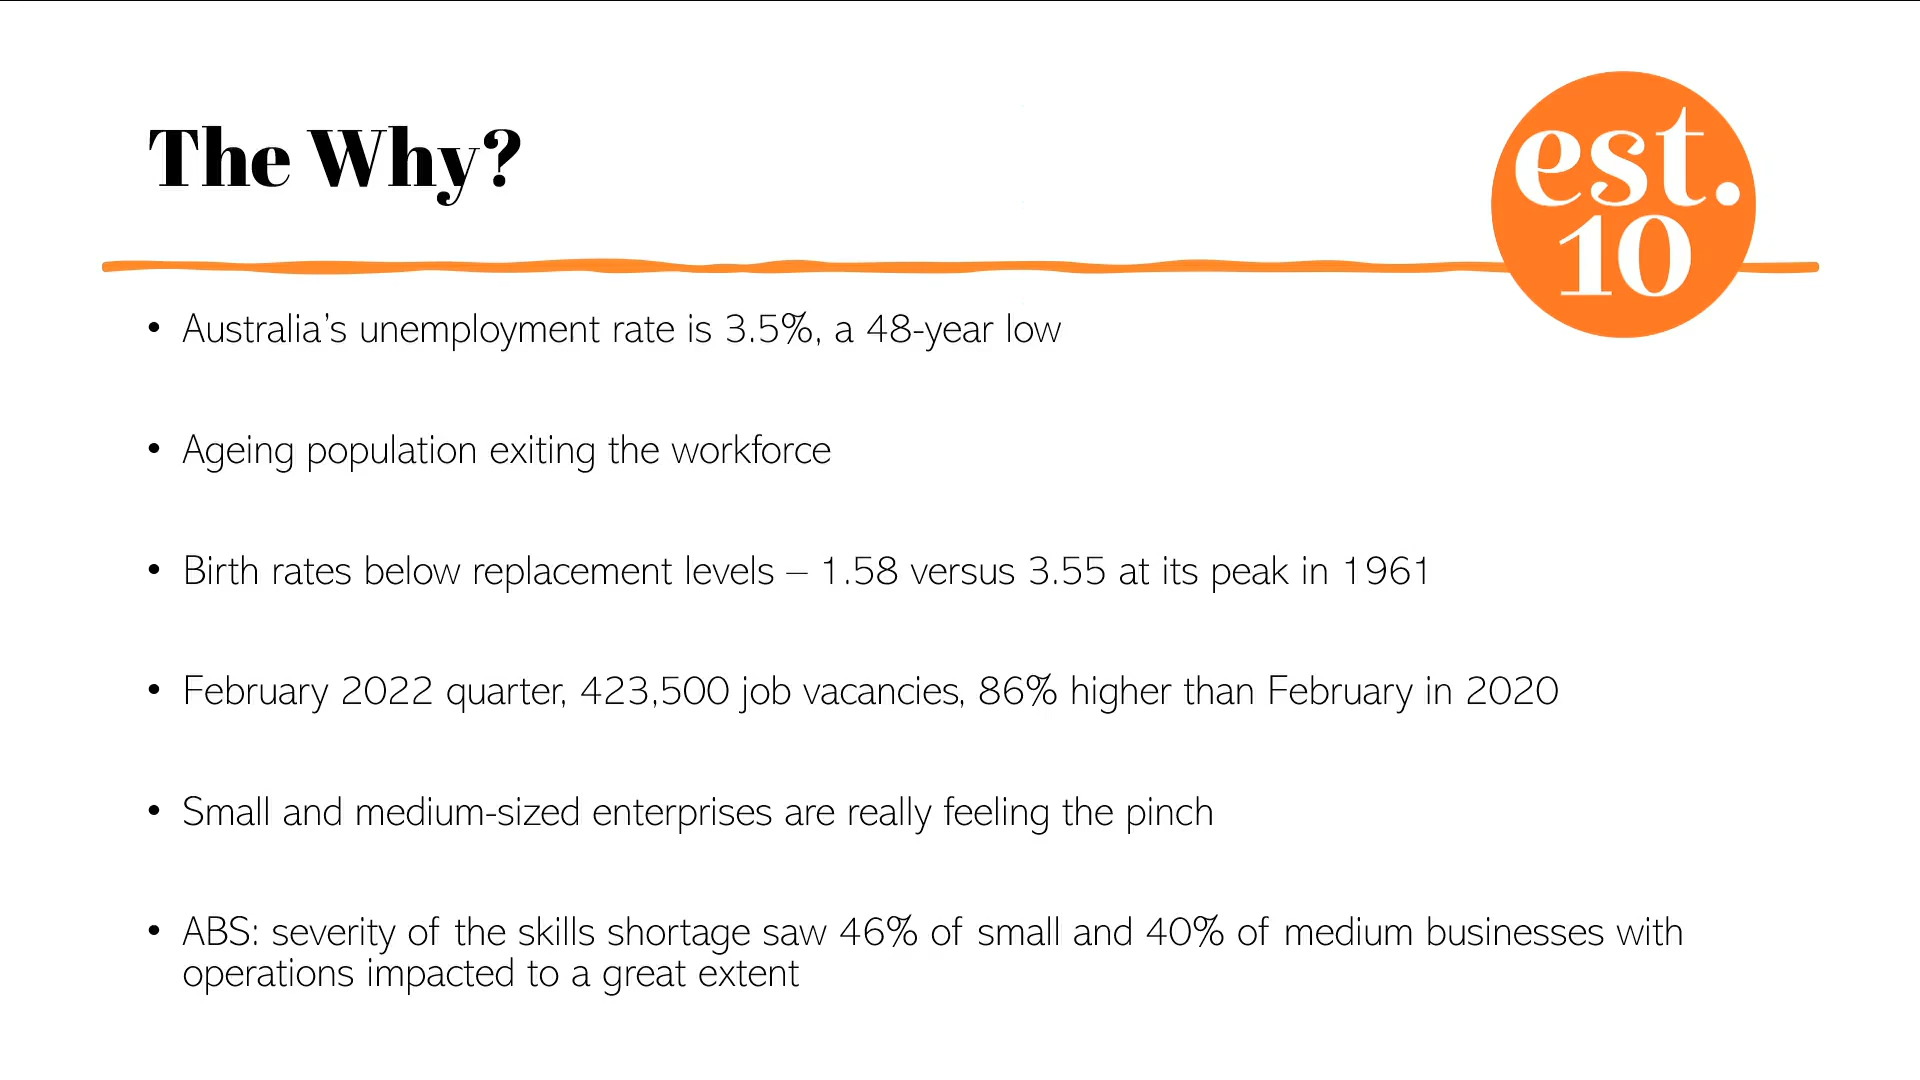 The Why?
est.
10
• Australia’s unemployment rate is 3.5%, a 48-year low
• Ageing population exiting the workforce
• Birth rates below replacement levels – 1.58 versus 3.55 at its peak in 1961
• February 2022 quarter, 423,500 job vacancies, 86% higher than February in 2020
• Small and medium-sized enterprises are really feeling the pinch
• ABS: severity of the skills shortage saw 46% of small and 40% of medium businesses with
operations impacted to a great extent